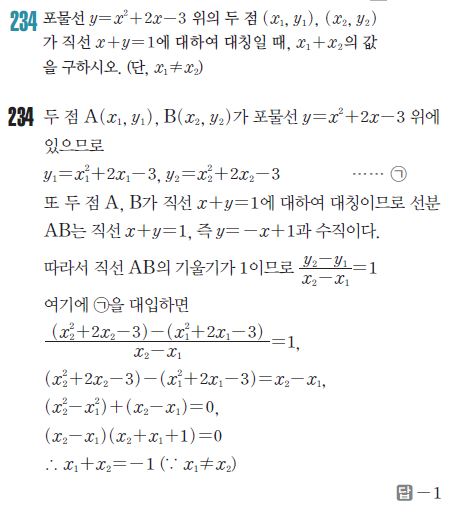 234 포물선 y=x²+2x−3 위의 두 점 (x₁, y₁), (x₂, y₂)
가 직선 x+y=1에 대하여 대칭일 때, x₁+x₂의 값
을 구하시오. (단, x₁≠x₂)
234 두 점 A(x₁, y₁), B(x₂, y₂)가 포물선 y=x²+2x−3 위에
있으므로
y₁=x₁²+2x₁−3, y₂=x₂²+2x₂−3 …… ㉠
또 두 점 A, B가 직선 x+y=1에 대하여 대칭이므로 선분
AB는 직선 x+y=1, 즉 y=−x+1과 수직이다.
따라서 직선 AB의 기울기가 1이므로 (y₂−y₁)/(x₂−x₁)=1
여기에 ㉠을 대입하면
((x₂²+2x₂−3)−(x₁²+2x₁−3))/(x₂−x₁)=1,
(x₂²+2x₂−3)−(x₁²+2x₁−3)=x₂−x₁,
(x₂²−x₁²)+(x₂−x₁)=0,
(x₂−x₁)(x₂+x₁+1)=0
∴ x₁+x₂=−1 (∵ x₁≠x₂)
답 −1